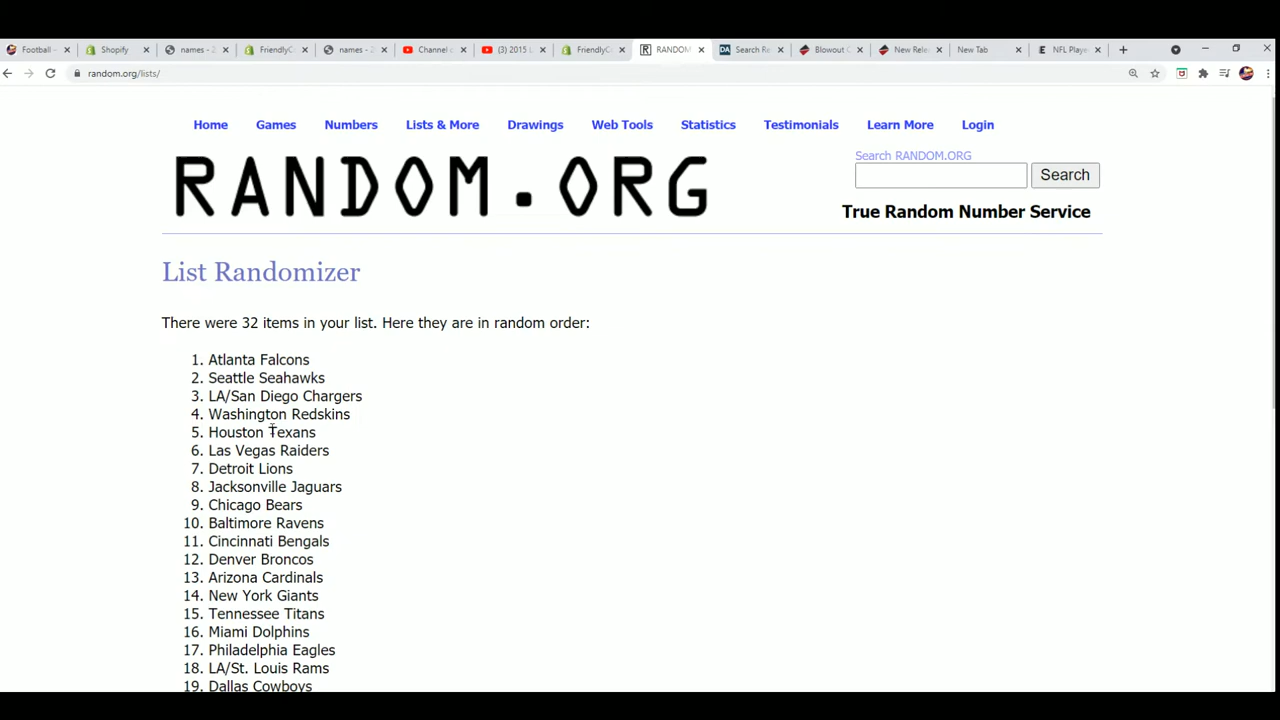 Football —
Shopify
names - 2
FriendlyC
names - 2
Channel c
(3) 2015 L
FriendlyC
RANDOM
Search Re
Blowout C
New Rele
New Tab
NFL Playe
random.org/lists/
Home Games Numbers Lists & More Drawings Web Tools Statistics Testimonials Learn More Login
RANDOM.ORG
Search RANDOM.ORG
Search
True Random Number Service
List Randomizer
There were 32 items in your list. Here they are in random order:
1. Atlanta Falcons
2. Seattle Seahawks
3. LA/San Diego Chargers
4. Washington Redskins
5. Houston Texans
6. Las Vegas Raiders
7. Detroit Lions
8. Jacksonville Jaguars
9. Chicago Bears
10. Baltimore Ravens
11. Cincinnati Bengals
12. Denver Broncos
13. Arizona Cardinals
14. New York Giants
15. Tennessee Titans
16. Miami Dolphins
17. Philadelphia Eagles
18. LA/St. Louis Rams
19. Dallas Cowboys